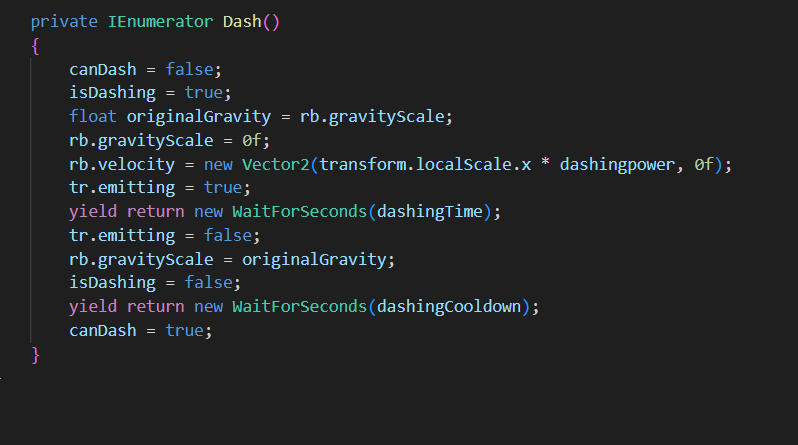 private IEnumerator Dash()
{
canDash = false;
isDashing = true;
float originalGravity = rb.gravityScale;
rb.gravityScale = 0f;
rb.velocity = new Vector2(transform.localScale.x * dashingpower, 0f);
tr.emitting = true;
yield return new WaitForSeconds(dashingTime);
tr.emitting = false;
rb.gravityScale = originalGravity;
isDashing = false;
yield return new WaitForSeconds(dashingCooldown);
canDash = true;
}